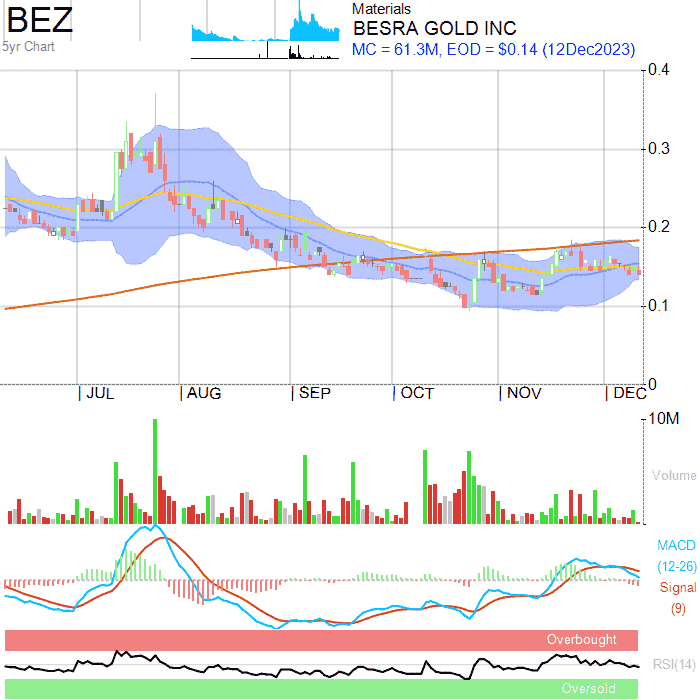 BEZ
5yr Chart
Materials
BESRA GOLD INC
MC = 61.3M, EOD = $0.14 (12Dec2023)
0.4
0.3
0.2
0.1
0
JUL AUG SEP OCT NOV DEC
10M
Volume
MACD
(12-26)
Signal
(9)
Overbought
RSI(14)
Oversold